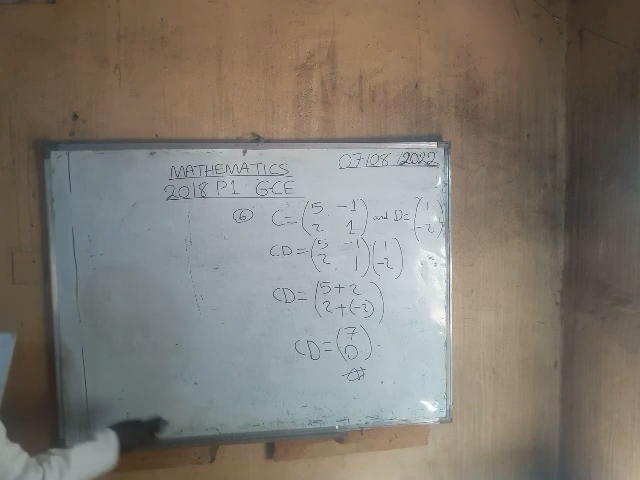 MATHEMATICS 07/08/2022
2018 P1 GCE
(6) C = (5 -1
2 1) and D = (1
-2)
CD = (5 -1
2 1)(1
-2)
CD = (5+2
2+(-2))
CD = (7
0)